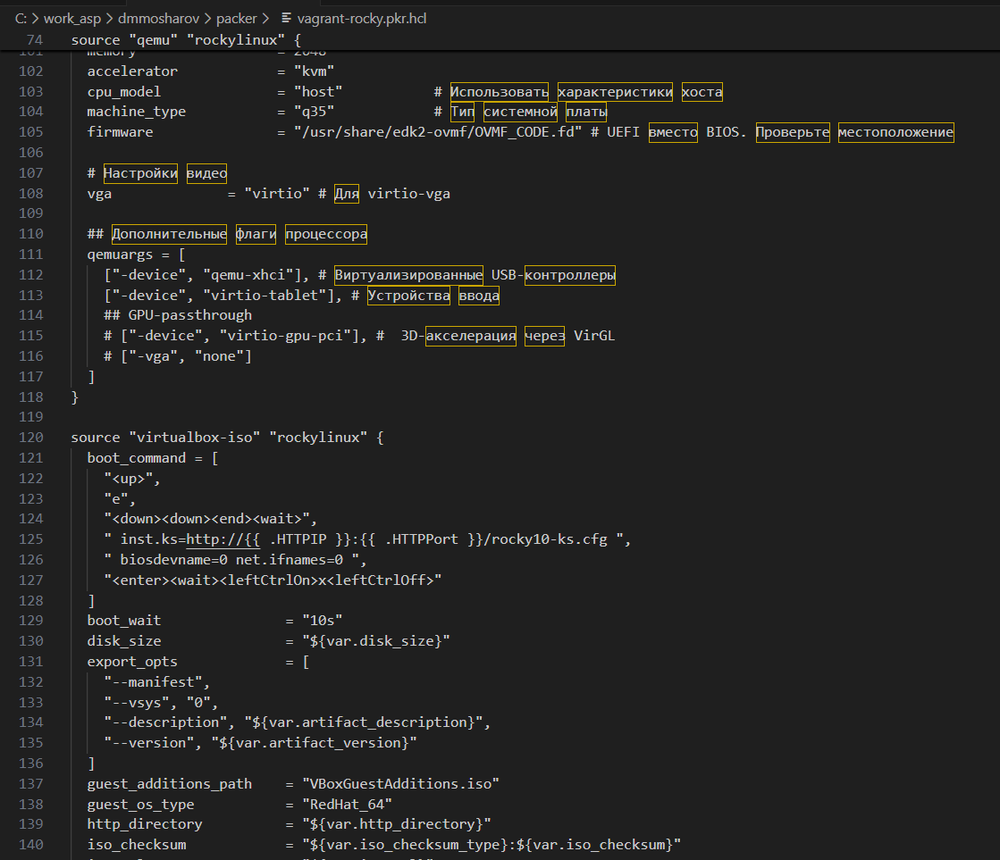 C: > work_asp > dmmosharov > packer > vagrant-rocky.pkr.hcl
74 source "qemu" "rockylinux" {
101 memory = 2048
102 accelerator = "kvm"
103 cpu_model = "host" # Использовать характеристики хоста
104 machine_type = "q35" # Тип системной платы
105 firmware = "/usr/share/edk2-ovmf/OVMF_CODE.fd" # UEFI вместо BIOS. Проверьте местоположение
106
107 # Настройки видео
108 vga = "virtio" # Для virtio-vga
109
110 ## Дополнительные флаги процессора
111 qemuargs = [
112 ["-device", "qemu-xhci"], # Виртуализированные USB-контроллеры
113 ["-device", "virtio-tablet"], # Устройства ввода
114 ## GPU-passthrough
115 # ["-device", "virtio-gpu-pci"], # 3D-акселерация через VirGL
116 # ["-vga", "none"]
117 ]
118 }
119
120 source "virtualbox-iso" "rockylinux" {
121 boot_command = [
122 "<up>",
123 "e",
124 "<down><down><end><wait>",
125 " inst.ks=http://{{ .HTTPIP }}:{{ .HTTPPort }}/rocky10-ks.cfg ",
126 " biosdevname=0 net.ifnames=0 ",
127 "<enter><wait><leftCtrlOn>x<leftCtrlOff>"
128 ]
129 boot_wait = "10s"
130 disk_size = "${var.disk_size}"
131 export_opts = [
132 "--manifest",
133 "--vsys", "0",
134 "--description", "${var.artifact_description}",
135 "--version", "${var.artifact_version}"
136 ]
137 guest_additions_path = "VBoxGuestAdditions.iso"
138 guest_os_type = "RedHat_64"
139 http_directory = "${var.http_directory}"
140 iso_checksum = "${var.iso_checksum_type}:${var.iso_checksum}"